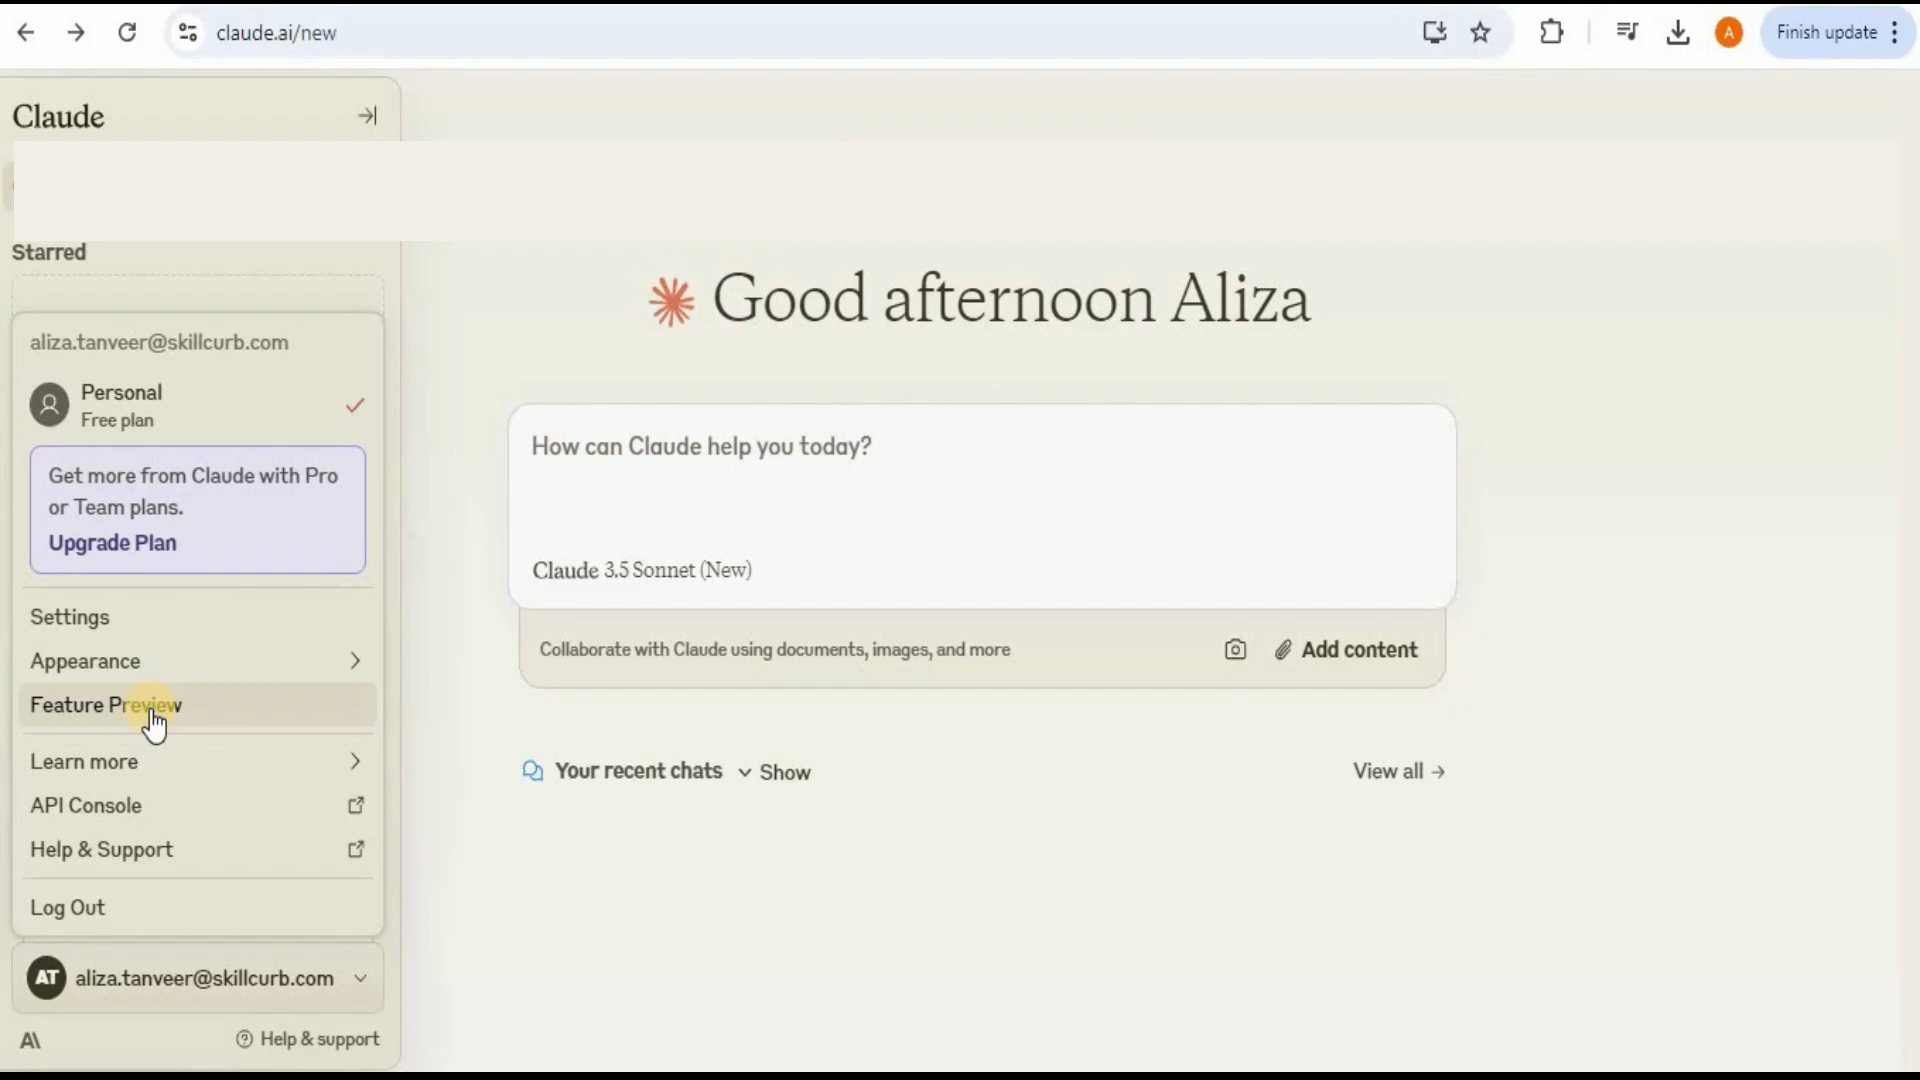 claude.ai/new
A
Finish update
Claude
Starred
aliza.tanveer@skillcurb.com
Personal
Free plan
Get more from Claude with Pro
or Team plans.
Upgrade Plan
Settings
Appearance
Feature Preview
Learn more
API Console
Help & Support
Log Out
AT aliza.tanveer@skillcurb.com
A\
Help & support
Good afternoon Aliza
How can Claude help you today?
Claude 3.5 Sonnet (New)
Collaborate with Claude using documents, images, and more
Add content
Your recent chats Show
View all →